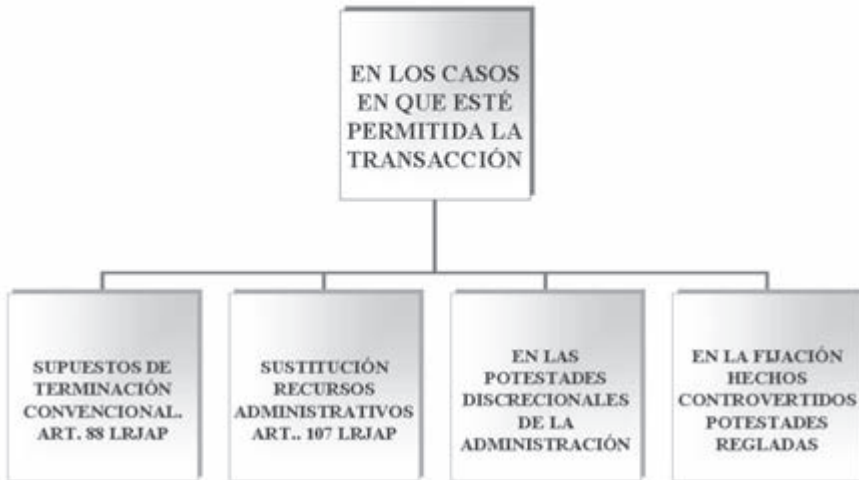 EN LOS CASOS
EN QUE ESTÉ
PERMITIDA LA
TRANSACCIÓN
SUPUESTOS DE
TERMINACIÓN
CONVENCIONAL.
ART. 88 LRJAP
SUSTITUCIÓN
RECURSOS
ADMINISTRATIVOS
ART.. 107 LRJAP
EN LAS
POTESTADES
DISCRECIONALES
DE LA
ADMINISTRACIÓN
EN LA FIJACIÓN
HECHOS
CONTROVERTIDOS
POTESTADES
REGLADAS